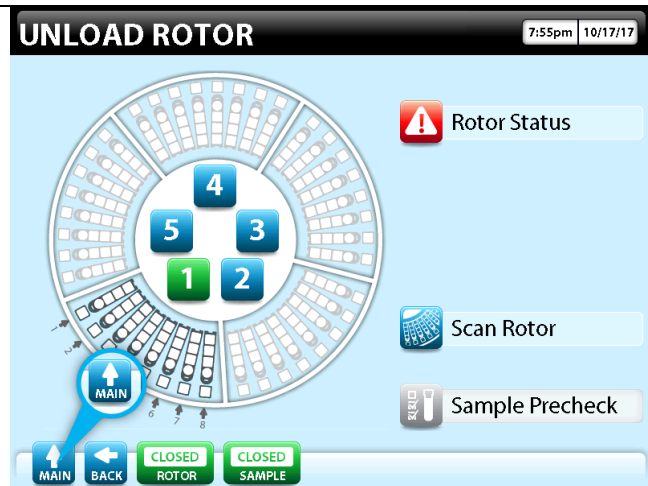 UNLOAD ROTOR
7:55pm 10/17/17
Rotor Status
4
5 3
1 2
Scan Rotor
1
2
MAIN
6
7
8
Sample Precheck
MAIN
BACK
CLOSED
ROTOR
CLOSED
SAMPLE